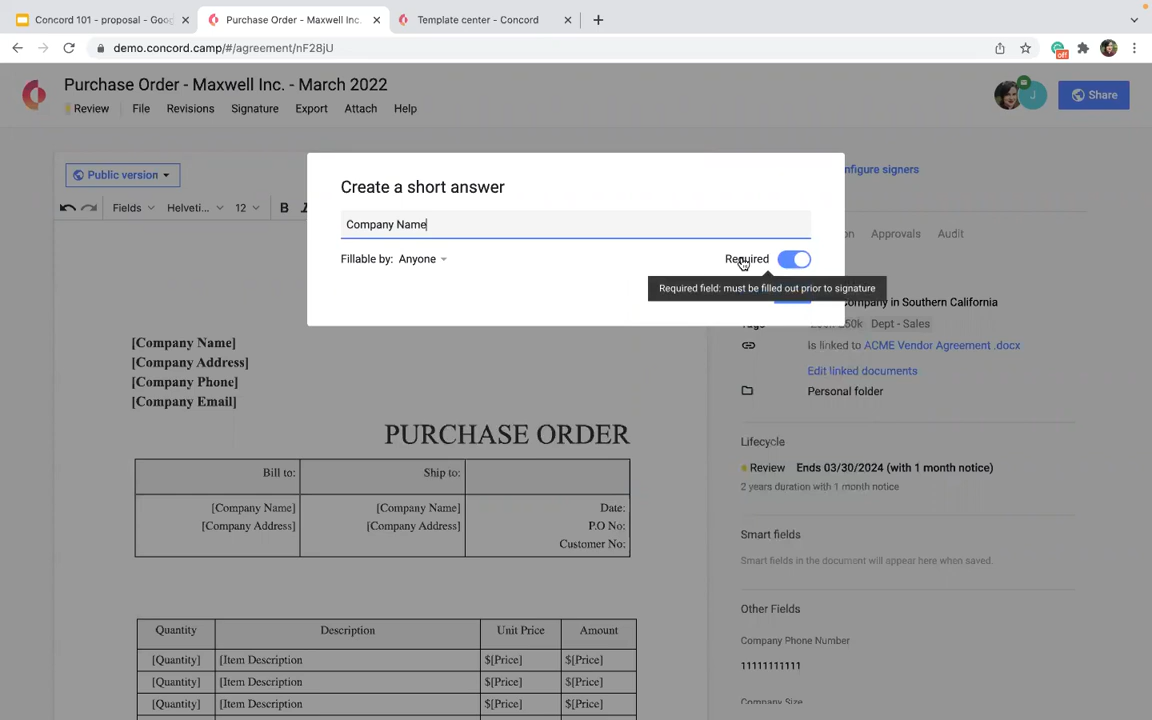 Concord 101 - proposal - Goo
Purchase Order - Maxwell Inc. -
Template center - Concord
demo.concord.camp/#/agreement/nF28jU
off
Purchase Order - Maxwell Inc. - March 2022
Review File Revisions Signature Export Attach Help
J
Share
Public version
Fields Helveti... 12 B I
Create a short answer
Company Name
Fillable by: Anyone
Required
Required field: must be filled out prior to signature
nfigure signers
on Approvals Audit
ompany in Southern California
50k Dept - Sales
Is linked to ACME Vendor Agreement .docx
Edit linked documents
Personal folder
Lifecycle
Review Ends 03/30/2024 (with 1 month notice)
2 years duration with 1 month notice
Smart fields
Smart fields in the document will appear here when saved.
Other Fields
Company Phone Number
11111111111
Company Size
[Company Name]
[Company Address]
[Company Phone]
[Company Email]
PURCHASE ORDER
Bill to: Ship to:
[Company Name] [Company Name] Date:
[Company Address] [Company Address] P.O No:
Customer No:
Quantity Description Unit Price Amount
[Quantity] [Item Description $[Price] $[Price]
[Quantity] [Item Description $[Price] $[Price]
[Quantity] [Item Description $[Price] $[Price]